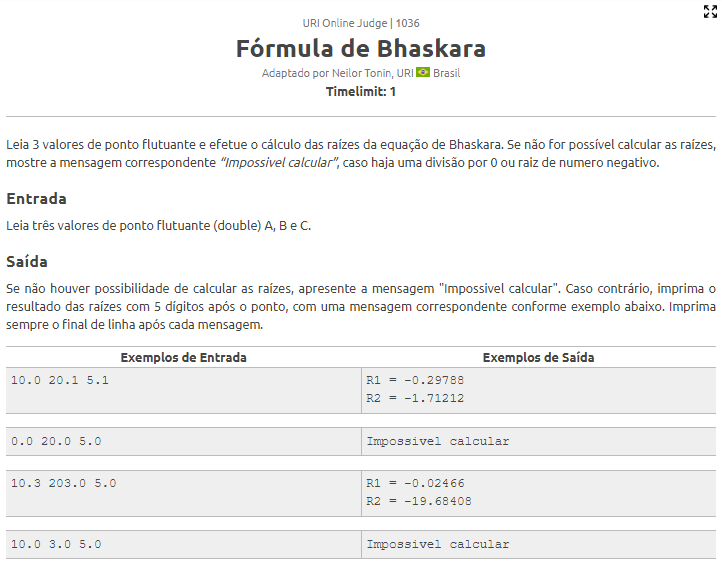 URI Online Judge | 1036
Fórmula de Bhaskara
Adaptado por Neilor Tonin, URI Brasil
Timelimit: 1
Leia 3 valores de ponto flutuante e efetue o cálculo das raízes da equação de Bhaskara. Se não for possível calcular as raízes,
mostre a mensagem correspondente “Impossivel calcular”, caso haja uma divisão por 0 ou raiz de numero negativo.
Entrada
Leia três valores de ponto flutuante (double) A, B e C.
Saída
Se não houver possibilidade de calcular as raízes, apresente a mensagem "Impossivel calcular". Caso contrário, imprima o
resultado das raízes com 5 dígitos após o ponto, com uma mensagem correspondente conforme exemplo abaixo. Imprima
sempre o final de linha após cada mensagem.
Exemplos de Entrada Exemplos de Saída
10.0 20.1 5.1 R1 = -0.29788
R2 = -1.71212
0.0 20.0 5.0 Impossivel calcular
10.3 203.0 5.0 R1 = -0.02466
R2 = -19.68408
10.0 3.0 5.0 Impossivel calcular